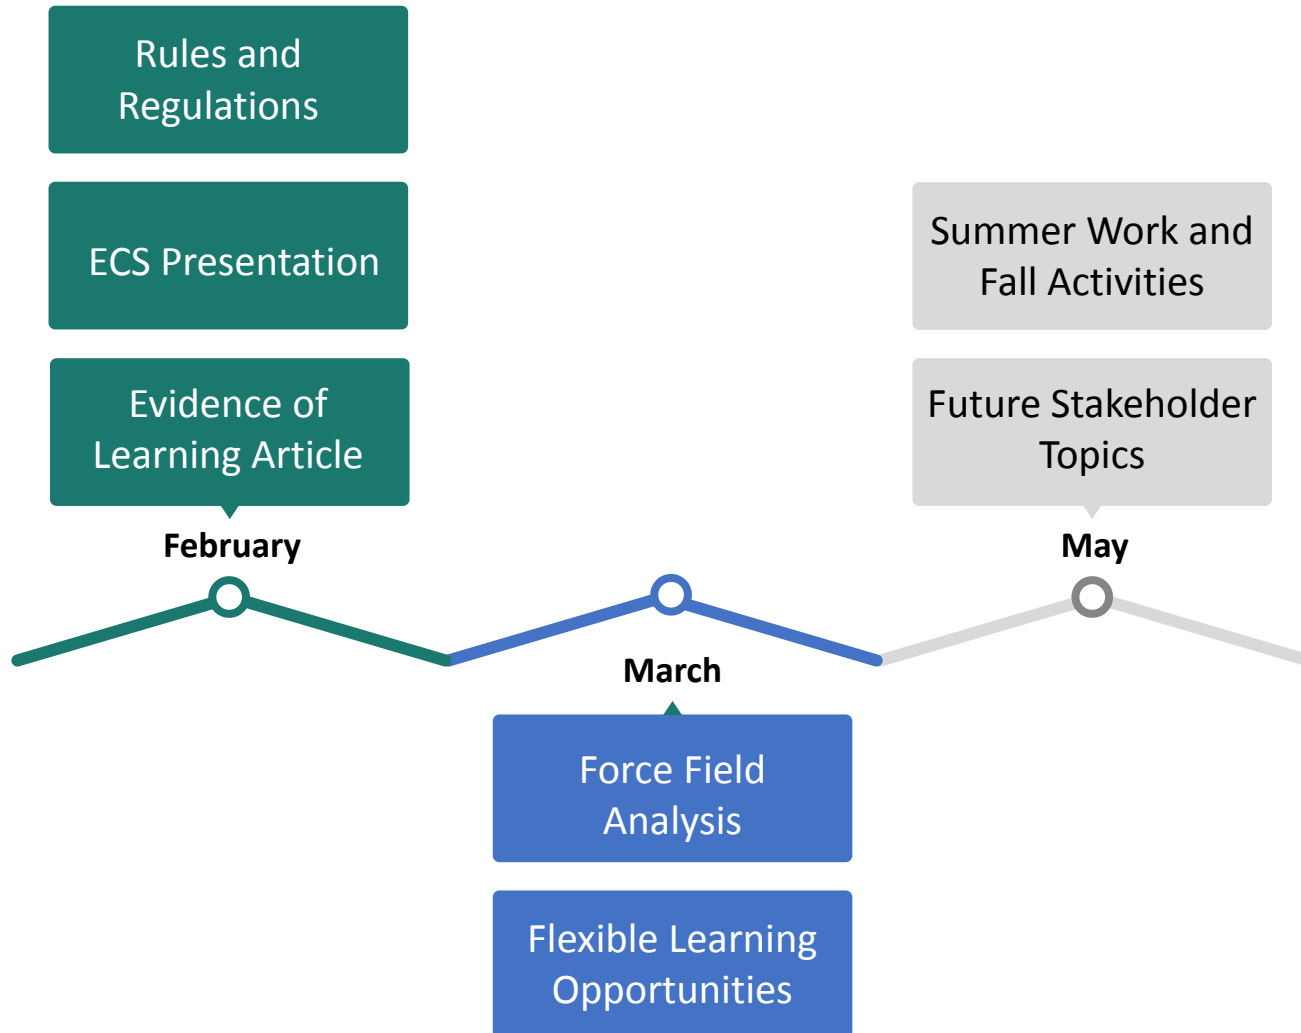 Rules and
Regulations
ECS Presentation
Evidence of
Learning Article
February
March
Force Field
Analysis
Flexible Learning
Opportunities
Summer Work and
Fall Activities
Future Stakeholder
Topics
May